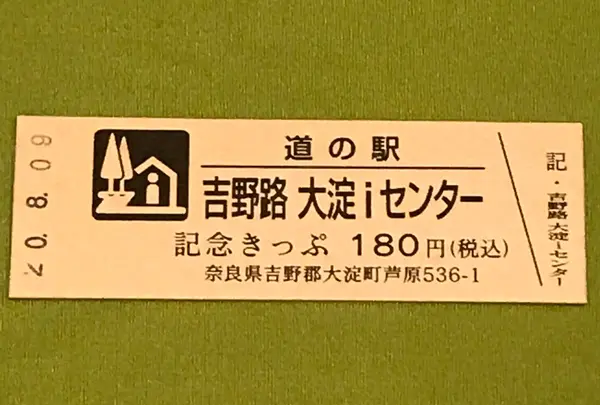 20.8.09
道の駅
吉野路 大淀iセンター
記念きっぷ 180円(税込)
奈良県吉野郡大淀町芦原536-1
記・吉野路大淀iセンター